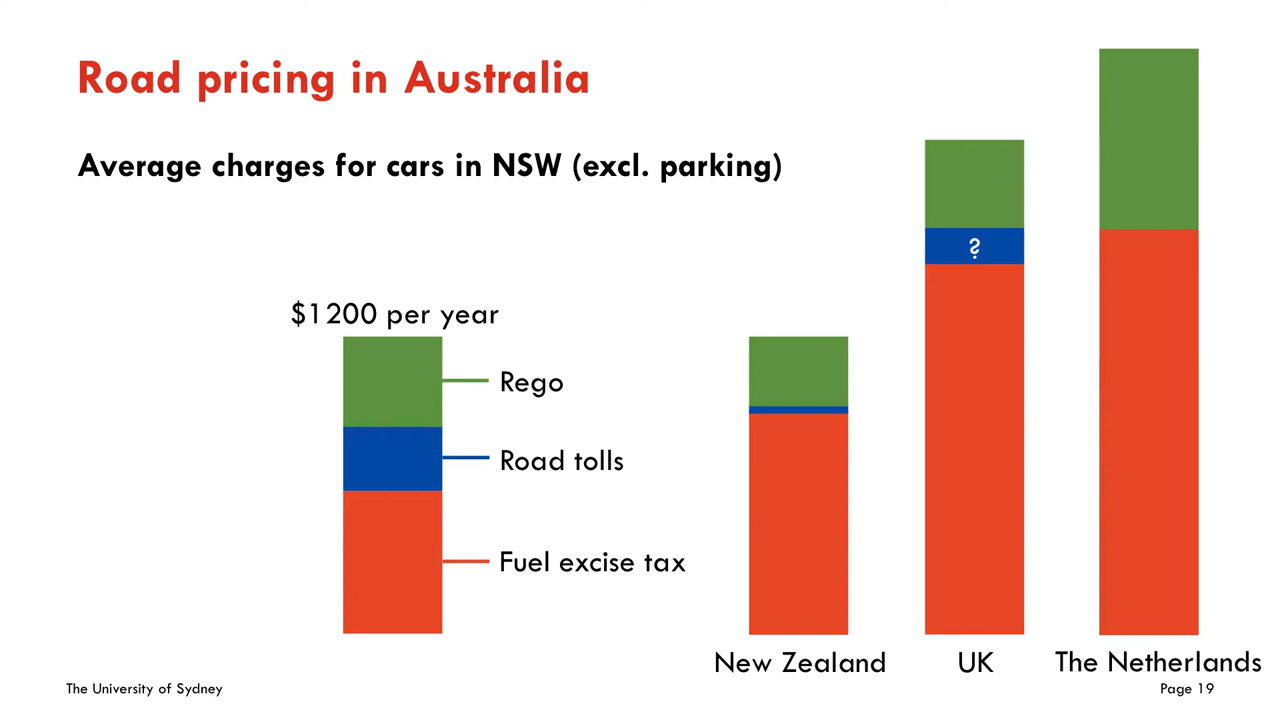 Road pricing in Australia
Average charges for cars in NSW (excl. parking)
$1200 per year
Rego
Road tolls
Fuel excise tax
?
New Zealand
UK
The Netherlands
The University of Sydney
Page 19